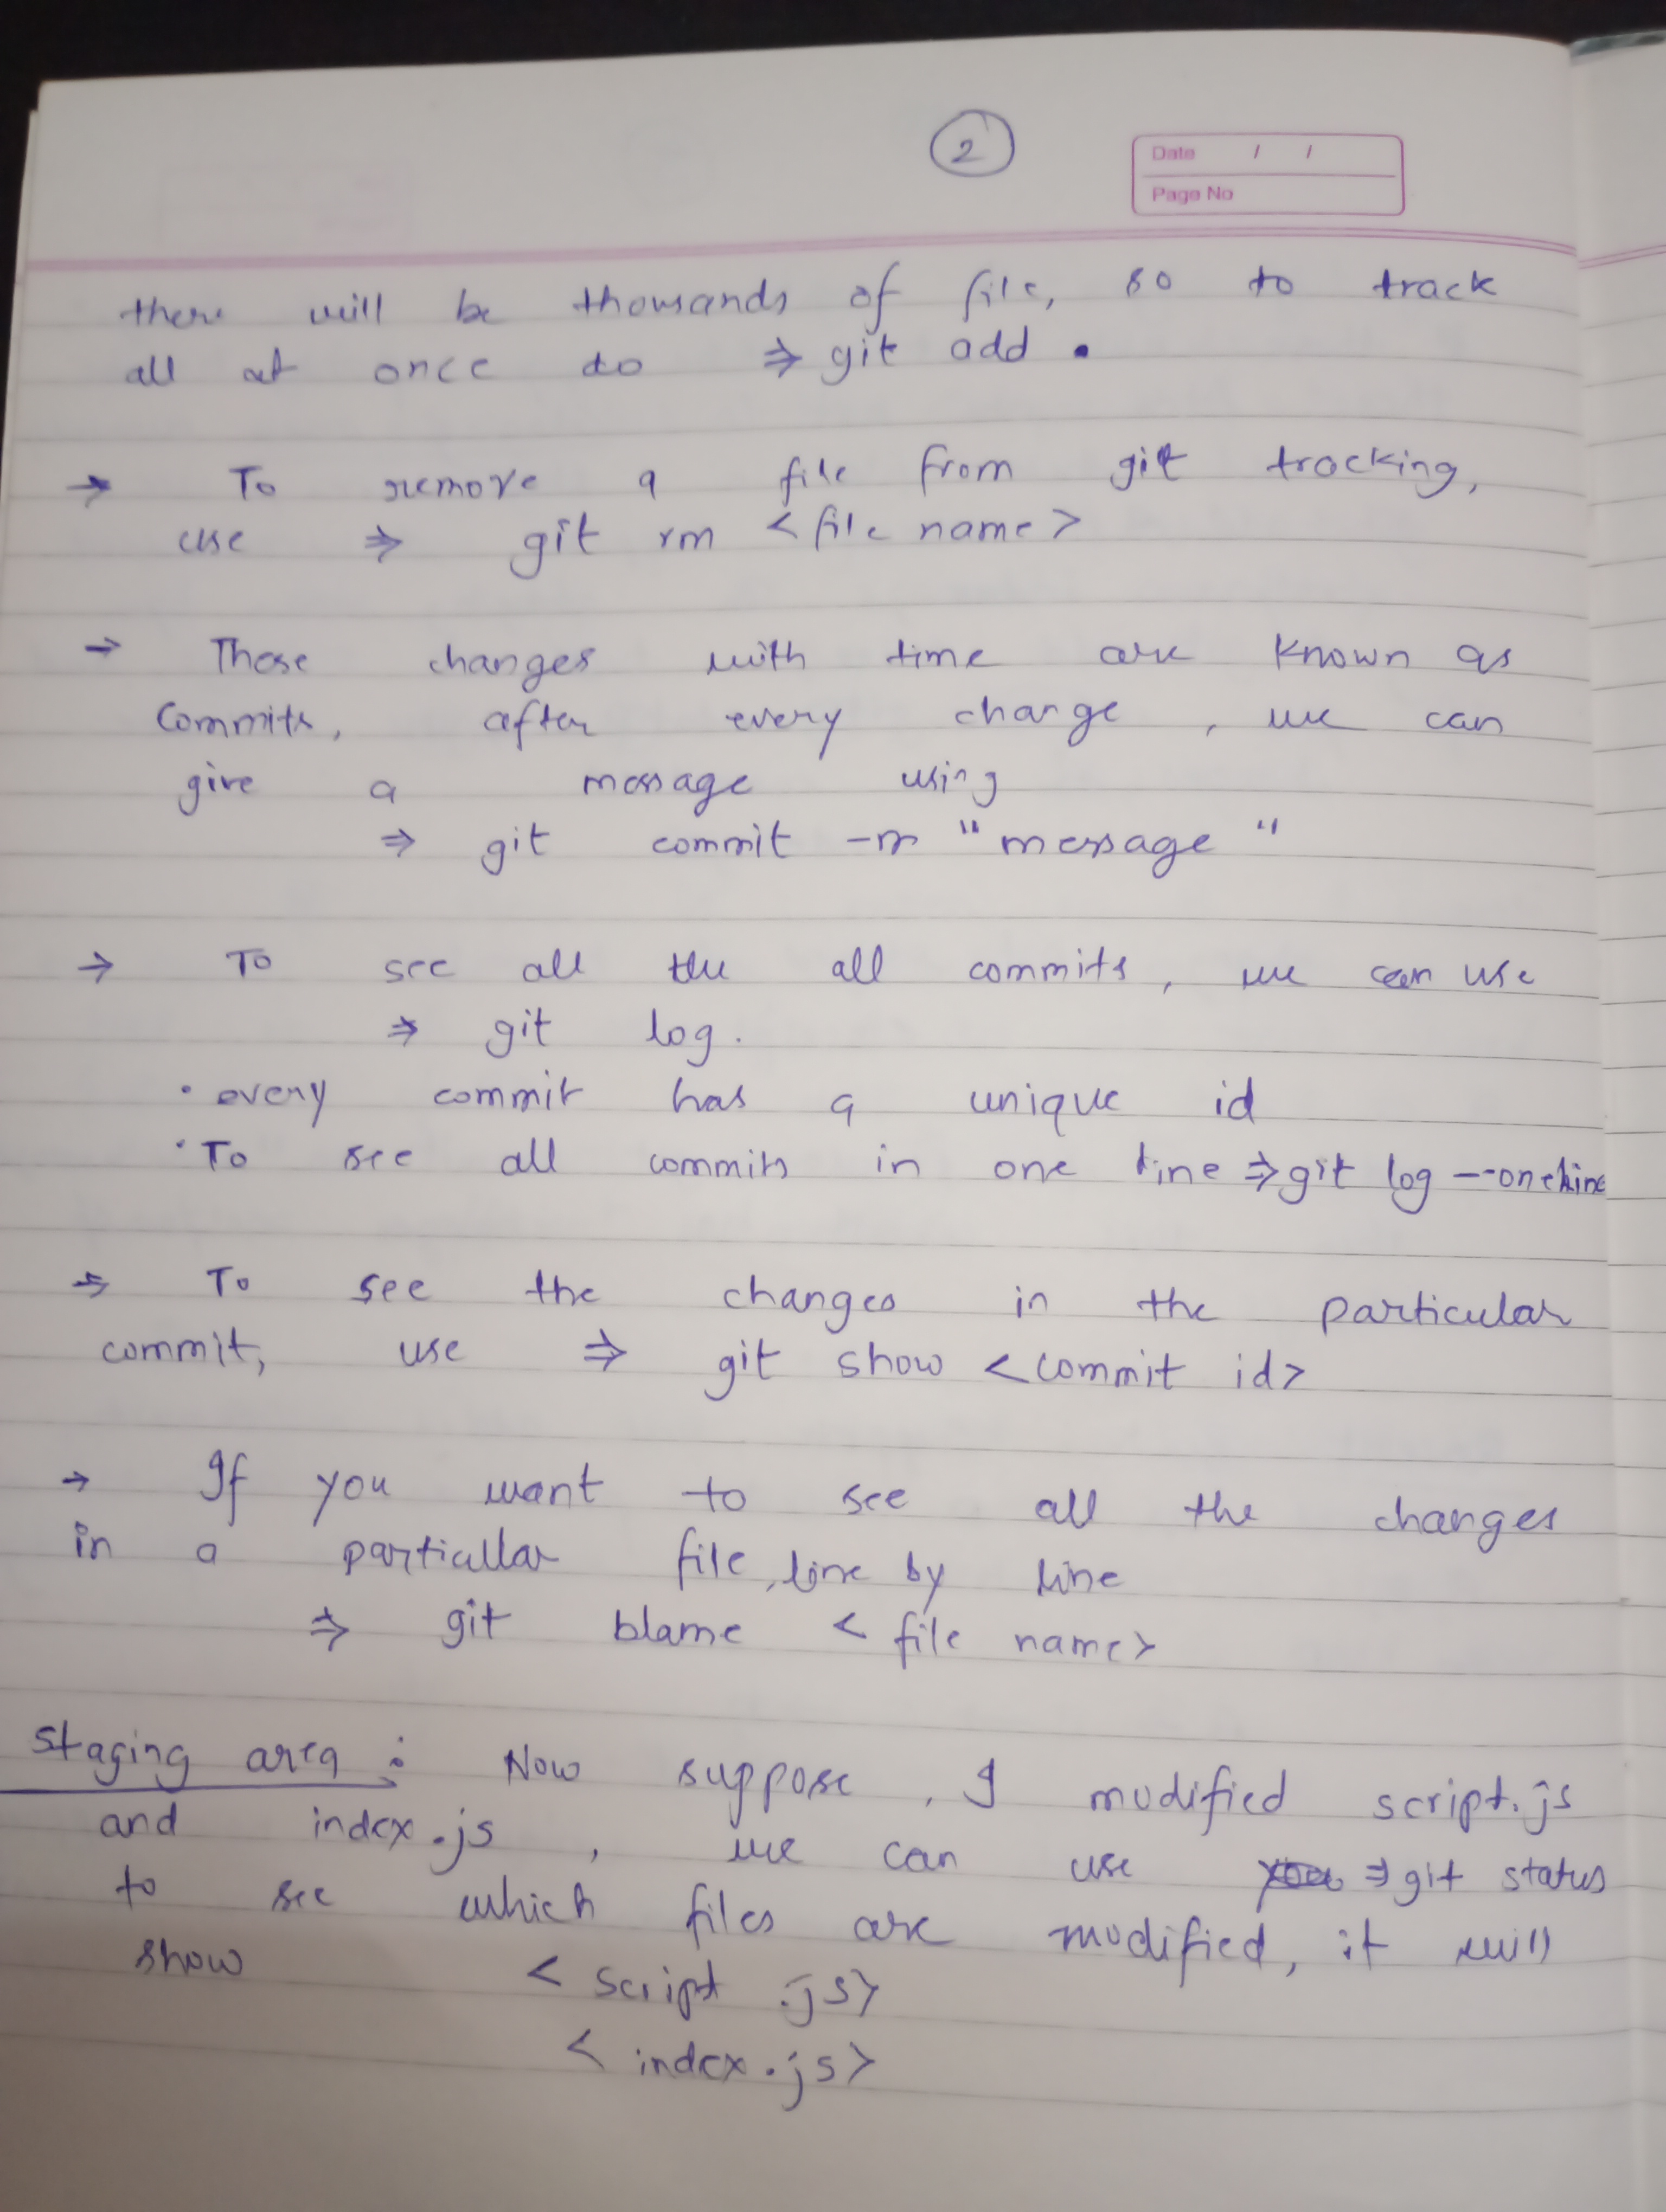 2
Date / /
Page No
there will be thousands of file, so to track
all at once do ⇒ git add .
→ To remove a file from git tracking,
use ⇒ git rm <file name>
→ These changes with time are known as
Commits, after every change, we can
give a message using
⇒ git commit -m "message"
→ To see all the all commits, we can use
⇒ git log.
• every commit has a unique id
• To see all commits in one line ⇒ git log --oneline
→ To see the changes in the particular
commit, use ⇒ git show <commit id>
→ If you want to see all the changes
in a particular file, line by line
⇒ git blame <file name>
Staging area : Now suppose, I modified script.js
and index.js, we can use ⇒ git status
to see which files are modified, it will
show <script.js>
<index.js>